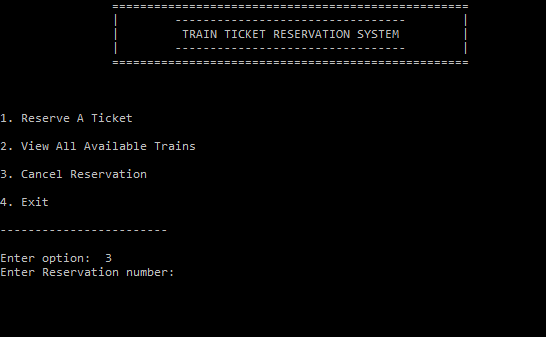 ===================================================
|        ---------------------------------        |
|         TRAIN TICKET RESERVATION SYSTEM         |
|        ---------------------------------        |
===================================================
1. Reserve A Ticket
2. View All Available Trains
3. Cancel Reservation
4. Exit
------------------------
Enter option:  3
Enter Reservation number: